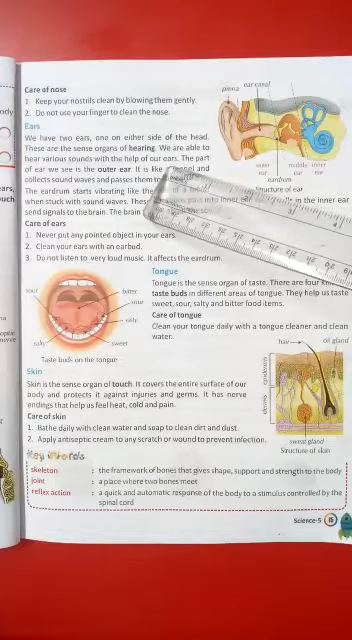 Care of nose
1. Keep your nostrils clean by blowing them gently.
2. Do not use your finger to clean the nose.
Ears
We have two ears, one on either side of the head.
These are the sense organs of hearing. We are able to
hear various sounds with the help of our ears. The part
of ear we see is the outer ear. It is like and
collects sound waves and passes them to
The eardrum starts vibrating like the
when stuck with sound waves. in the inner ear
send signals to the brain. The brain
pinna
ear canal
outer ear
middle ear
inner ear
eardrum
Structure of ear
Care of ears
1. Never put any pointed object in your ears.
2. Clean your ears with an earbud.
3. Do not listen to very loud music. It affects the eardrum.
sour
bitter
sour
salty
salty
sweet
Taste buds on the tongue
Tongue
Tongue is the sense organ of taste. There are four
taste buds in different areas of tongue. They help us taste
sweet, sour, salty and bitter food items.
Care of tongue
Clean your tongue daily with a tongue cleaner and clean
water.
Skin
Skin is the sense organ of touch. It covers the entire surface of our
body and protects it against injuries and germs. It has nerve
endings that help us feel heat, cold and pain.
Care of skin
1. Bathe daily with clean water and soap to clean dirt and dust.
2. Apply antiseptic cream to any scratch or wound to prevent infection.
hair
oil gland
epidermis
dermis
sweat gland
Structure of skin
Key Words
skeleton : the framework of bones that gives shape, support and strength to the body
joint : a place where two bones meet
reflex action : a quick and automatic response of the body to a stimulus controlled by the
spinal cord
Science-5 15